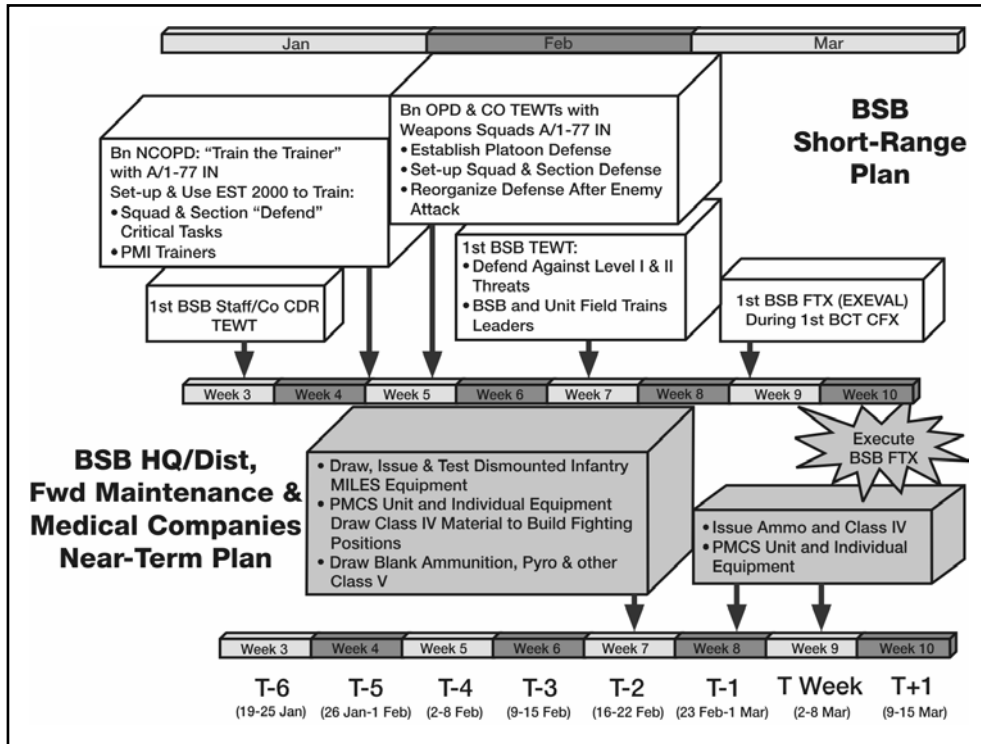 Jan
Feb
Mar
BSB
Short-Range
Plan
Bn NCOPD: “Train the Trainer”
with A/1-77 IN
Set-up & Use EST 2000 to Train:
• Squad & Section “Defend”
Critical Tasks
• PMI Trainers
Bn OPD & CO TEWTs with
Weapons Squads A/1-77 IN
• Establish Platoon Defense
• Set-up Squad & Section Defense
• Reorganize Defense After Enemy
Attack
1st BSB Staff/Co CDR
TEWT
1st BSB TEWT:
• Defend Against Level I & II
Threats
• BSB and Unit Field Trains
Leaders
1st BSB FTX (EXEVAL)
During 1st BCT CFX
Week 3
Week 4
Week 5
Week 6
Week 7
Week 8
Week 9
Week 10
BSB HQ/Dist,
Fwd Maintenance &
Medical Companies
Near-Term Plan
• Draw, Issue & Test Dismounted Infantry
MILES Equipment
• PMCS Unit and Individual Equipment
Draw Class IV Material to Build Fighting
Positions
• Draw Blank Ammunition, Pyro & other
Class V
Execute
BSB FTX
• Issue Ammo and Class IV
• PMCS Unit and Individual
Equipment
Week 3
Week 4
Week 5
Week 6
Week 7
Week 8
Week 9
Week 10
T-6
(19-25 Jan)
T-5
(26 Jan-1 Feb)
T-4
(2-8 Feb)
T-3
(9-15 Feb)
T-2
(16-22 Feb)
T-1
(23 Feb-1 Mar)
T Week
(2-8 Mar)
T+1
(9-15 Mar)